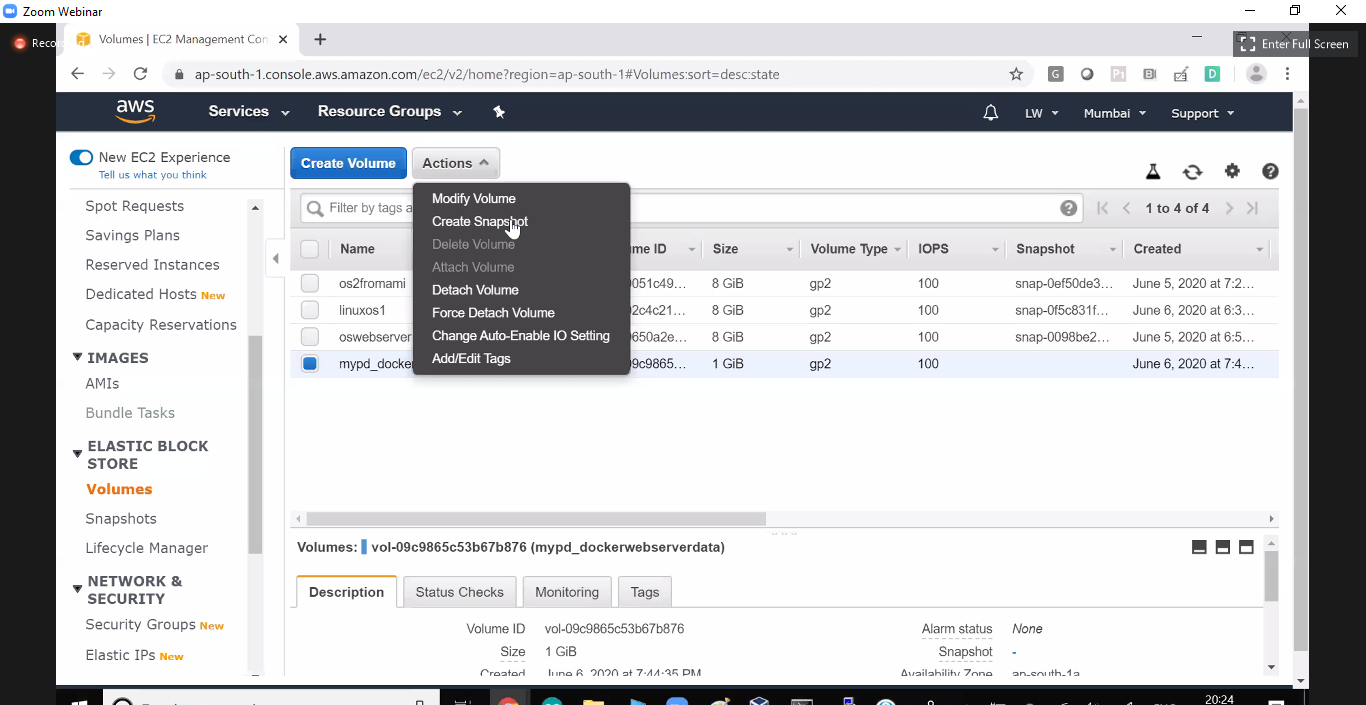 Zoom Webinar
Recor
Volumes | EC2 Management Con
Enter Full Screen
ap-south-1.console.aws.amazon.com/ec2/v2/home?region=ap-south-1#Volumes:sort=desc:state
aws
Services
Resource Groups
LW
Mumbai
Support
New EC2 Experience
Tell us what you think
Spot Requests
Savings Plans
Reserved Instances
Dedicated Hosts New
Capacity Reservations
IMAGES
AMIs
Bundle Tasks
ELASTIC BLOCK
STORE
Volumes
Snapshots
Lifecycle Manager
NETWORK &
SECURITY
Security Groups New
Elastic IPs New
Create Volume
Actions
Modify Volume
Create Snapshot
Delete Volume
Attach Volume
Detach Volume
Force Detach Volume
Change Auto-Enable IO Setting
Add/Edit Tags
Filter by tags a
1 to 4 of 4
Name me ID Size Volume Type IOPS Snapshot Created
os2fromami 051c49... 8 GiB gp2 100 snap-0ef50de3... June 5, 2020 at 7:2...
linuxos1 2c4c21... 8 GiB gp2 100 snap-0f5c831f... June 6, 2020 at 6:3...
oswebserver 650a2e... 8 GiB gp2 100 snap-0098be2... June 5, 2020 at 6:5...
mypd_docke 9c9865... 1 GiB gp2 100 June 6, 2020 at 7:4...
Volumes: vol-09c9865c53b67b876 (mypd_dockerwebserverdata)
Description
Status Checks
Monitoring
Tags
Volume ID vol-09c9865c53b67b876
Alarm status None
Size 1 GiB
Snapshot -
Created June 6, 2020 at 7:44:35 PM
Availability Zone ap-south-1a
20:24